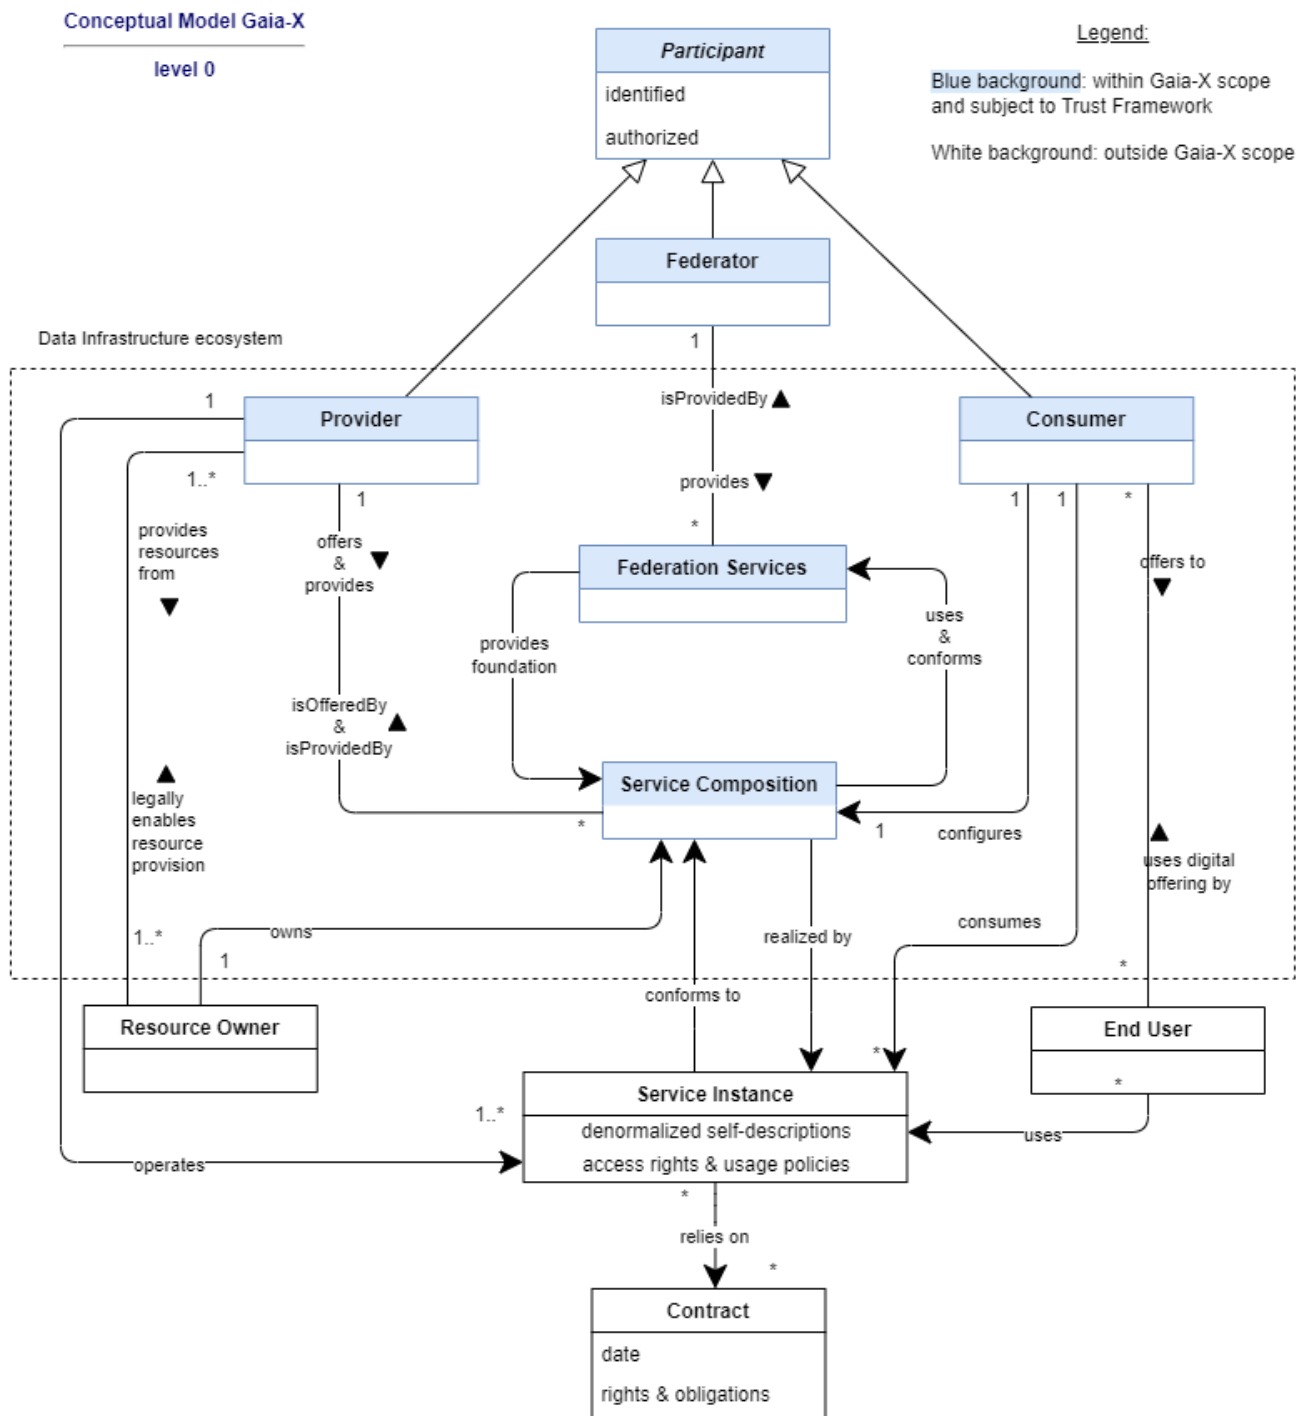 Conceptual Model Gaia-X
level 0
Legend:
Blue background: within Gaia-X scope
and subject to Trust Framework
White background: outside Gaia-X scope
Participant
identified
authorized
Federator
1
isProvidedBy
provides
*
Data Infrastructure ecosystem
Provider
1
1..*
1
Consumer
1
1
*
provides
resources
from
offers
&
provides
offers to
Federation Services
provides
foundation
uses
&
conforms
isOfferedBy
&
isProvidedBy
legally
enables
resource
provision
Service Composition
*
1
configures
uses digital
offering by
1..*
1
owns
realized by
consumes
*
conforms to
Resource Owner
End User
*
*
Service Instance
denormalized self-descriptions
access rights & usage policies
1..*
operates
uses
*
relies on
*
Contract
date
rights & obligations